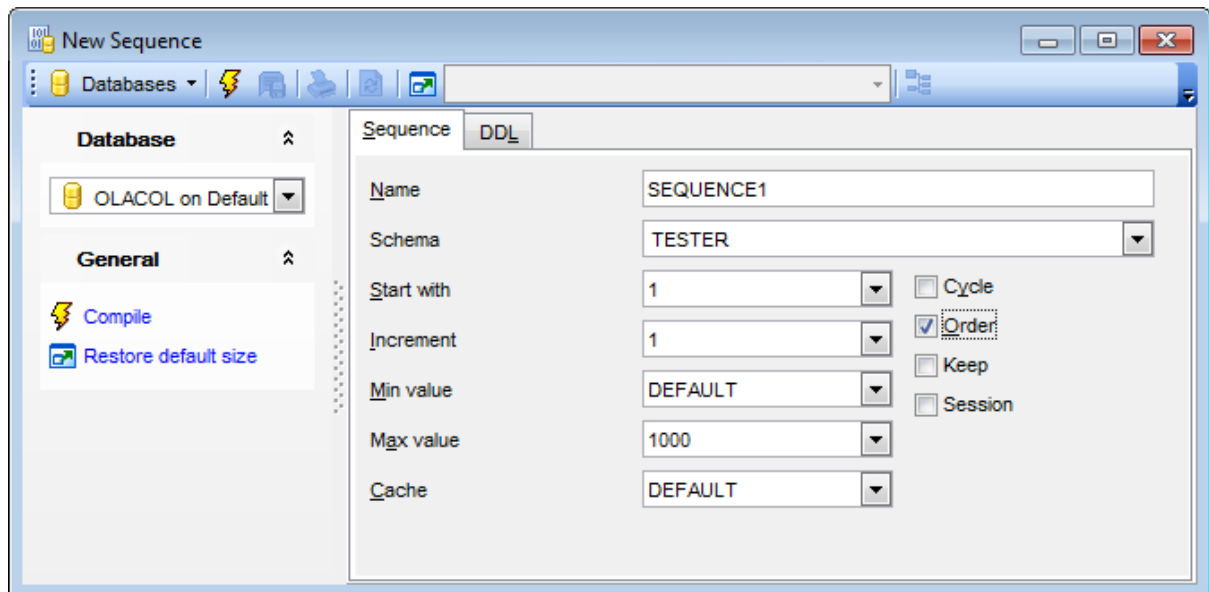 New Sequence
Databases
Database
OLACOL on Default
General
Compile
Restore default size
Sequence DDL
Name SEQUENCE1
Schema TESTER
Start with 1 Cycle
Increment 1 Order
Min value DEFAULT Keep
Max value 1000 Session
Cache DEFAULT